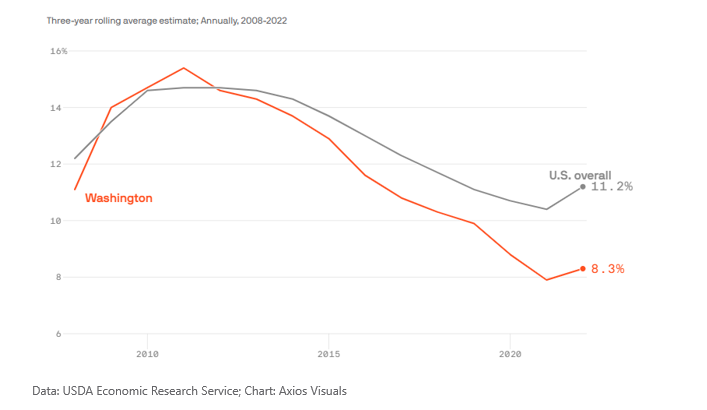 Three-year rolling average estimate; Annually, 2008-2022
16%
14
12
U.S. overall
11.2%
Washington
10
8.3%
8
6
2010 2015 2020
Data: USDA Economic Research Service; Chart: Axios Visuals